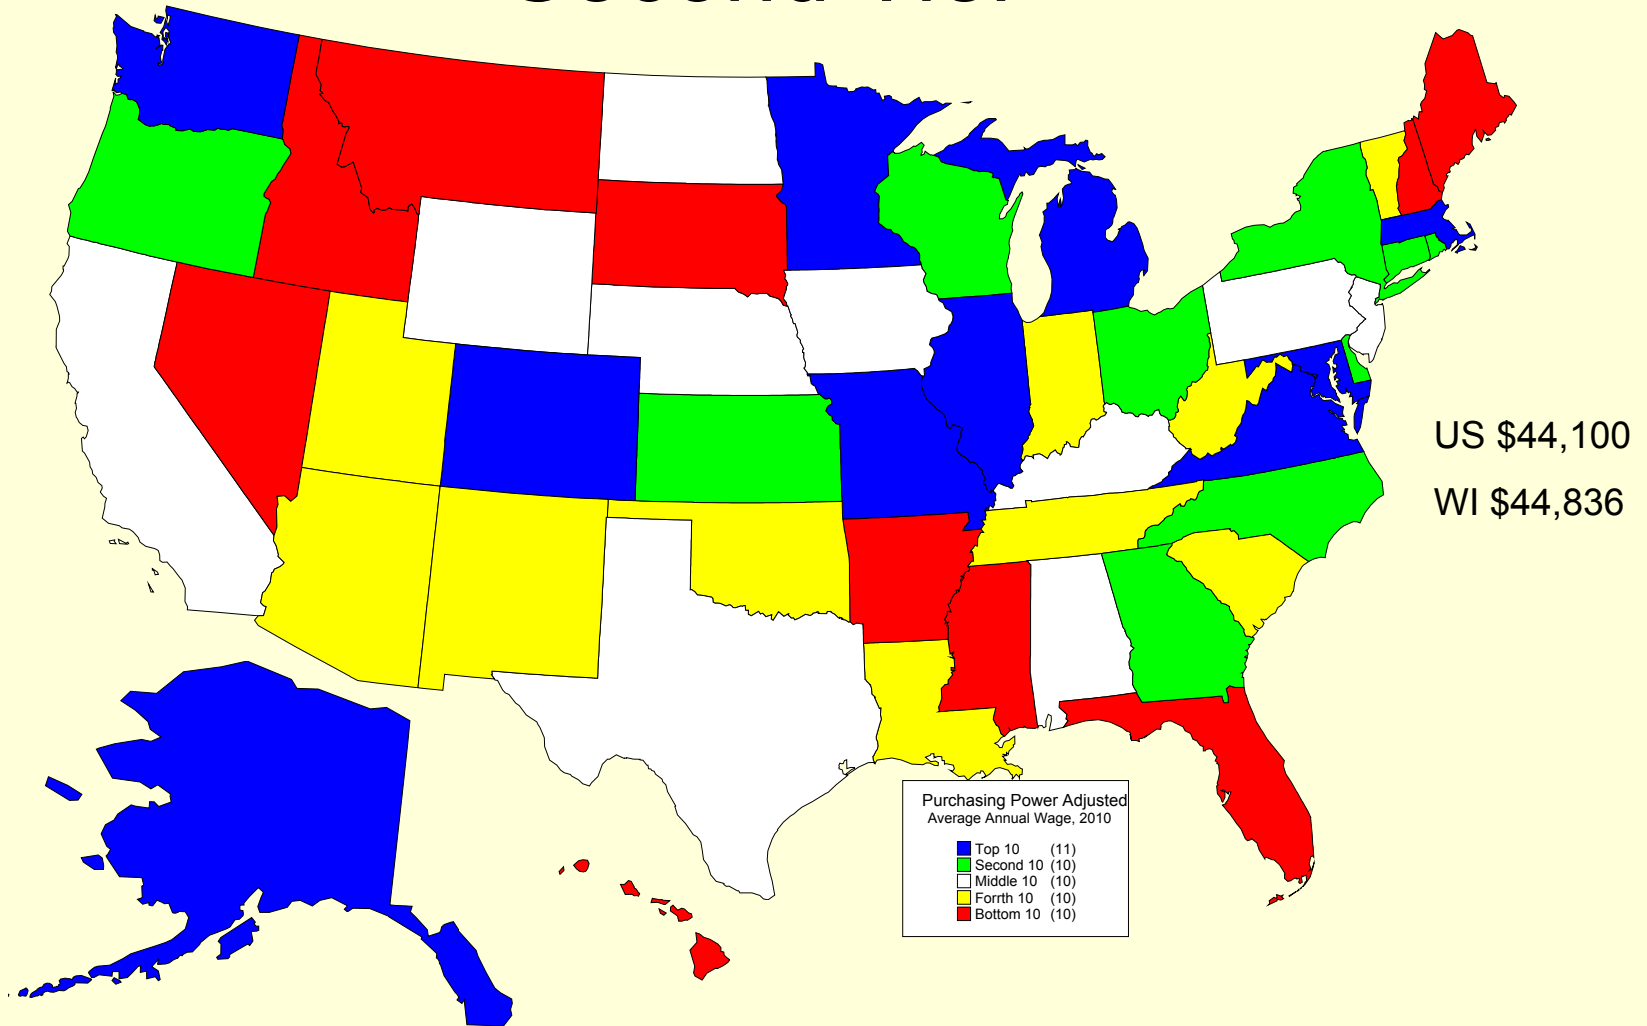 US $44,100
WI $44,836
Purchasing Power Adjusted
Average Annual Wage, 2010
Top 10 (11)
Second 10 (10)
Middle 10 (10)
Forrth 10 (10)
Bottom 10 (10)